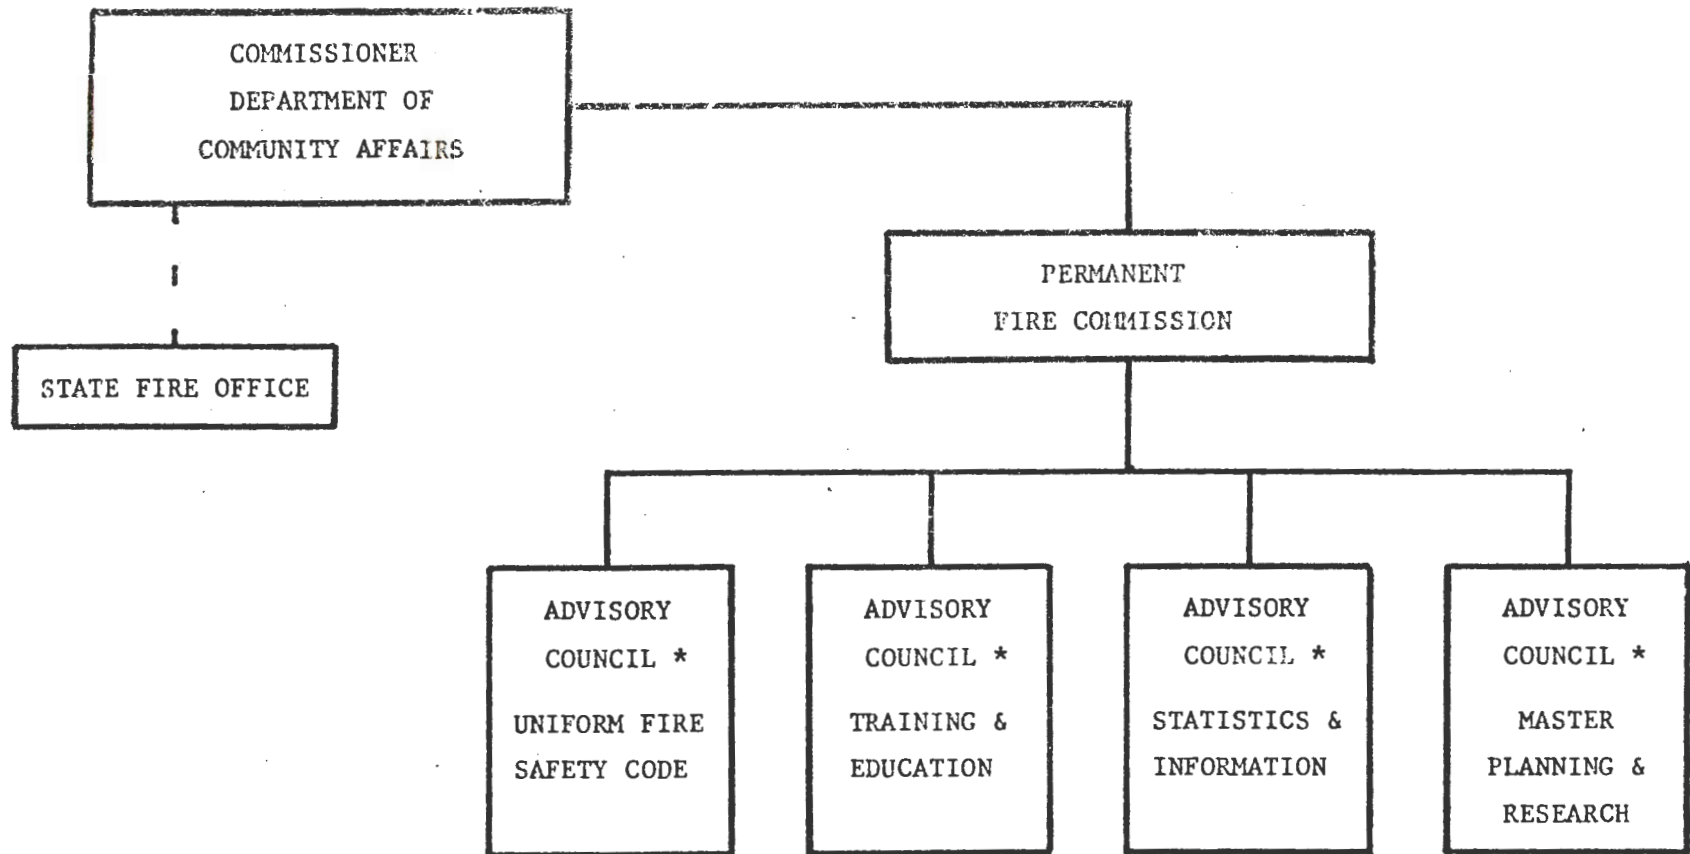 COMMISSIONER
DEPARTMENT OF
COMMUNITY AFFAIRS
PERMANENT
FIRE COMMISSION
STATE FIRE OFFICE
ADVISORY
COUNCIL *
UNIFORM FIRE
SAFETY CODE
ADVISORY
COUNCIL *
TRAINING &
EDUCATION
ADVISORY
COUNCIL *
STATISTICS &
INFORMATION
ADVISORY
COUNCIL *
MASTER
PLANNING &
RESEARCH